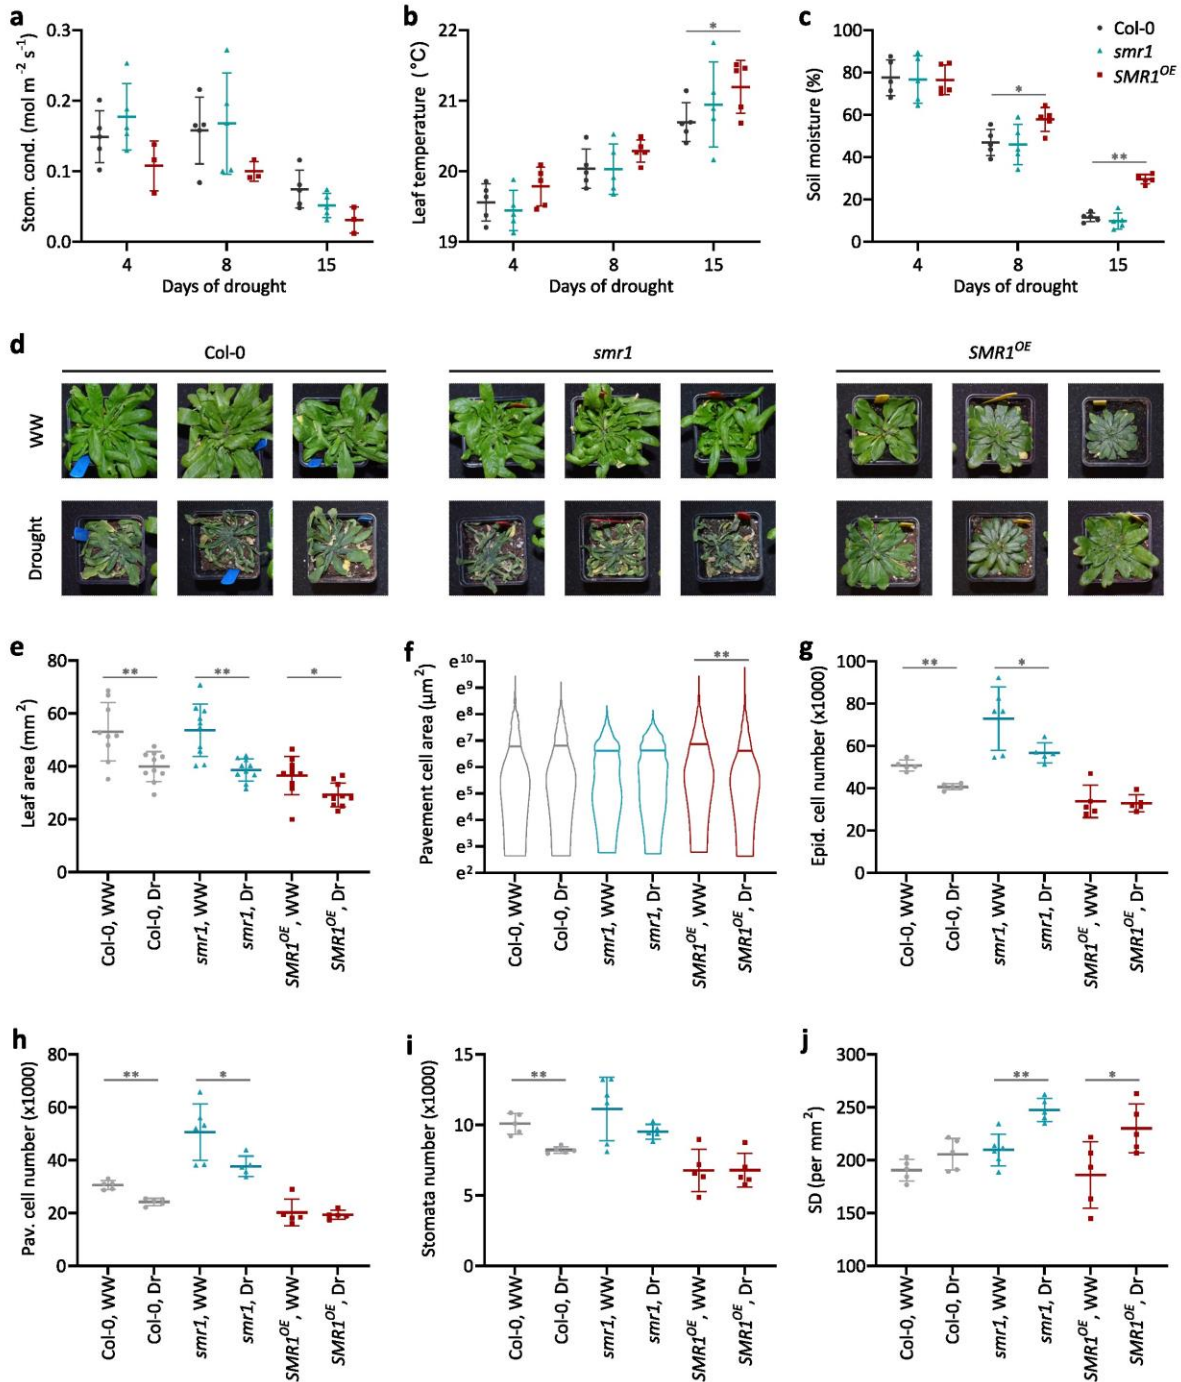 a
Stom. cond. (mol m⁻² s⁻¹)
0.3
0.2
0.1
0.0
4
8
15
Days of drought
b
Leaf temperature (°C)
22
21
20
19
*
4
8
15
Days of drought
c
Soil moisture (%)
100
80
60
40
20
0
*
**
4
8
15
Days of drought
Col-0
smr1
SMR1ᴼᴱ
d
Col-0
smr1
SMR1ᴼᴱ
WW
Drought
e
Leaf area (mm²)
80
60
40
20
0
**
**
*
Col-0, WW
Col-0, Dr
smr1, WW
smr1, Dr
SMR1ᴼᴱ, WW
SMR1ᴼᴱ, Dr
f
Pavement cell area (µm²)
e¹⁰
e⁹
e⁸
e⁷
e⁶
e⁵
e⁴
e³
e²
**
Col-0, WW
Col-0, Dr
smr1, WW
smr1, Dr
SMR1ᴼᴱ, WW
SMR1ᴼᴱ, Dr
g
Epid. cell number (x1000)
100
80
60
40
20
0
**
*
Col-0, WW
Col-0, Dr
smr1, WW
smr1, Dr
SMR1ᴼᴱ, WW
SMR1ᴼᴱ, Dr
h
Pav. cell number (x1000)
80
60
40
20
0
**
*
Col-0, WW
Col-0, Dr
smr1, WW
smr1, Dr
SMR1ᴼᴱ, WW
SMR1ᴼᴱ, Dr
i
Stomata number (x1000)
15
10
5
0
**
Col-0, WW
Col-0, Dr
smr1, WW
smr1, Dr
SMR1ᴼᴱ, WW
SMR1ᴼᴱ, Dr
j
SD (per mm²)
300
250
200
150
100
**
*
Col-0, WW
Col-0, Dr
smr1, WW
smr1, Dr
SMR1ᴼᴱ, WW
SMR1ᴼᴱ, Dr